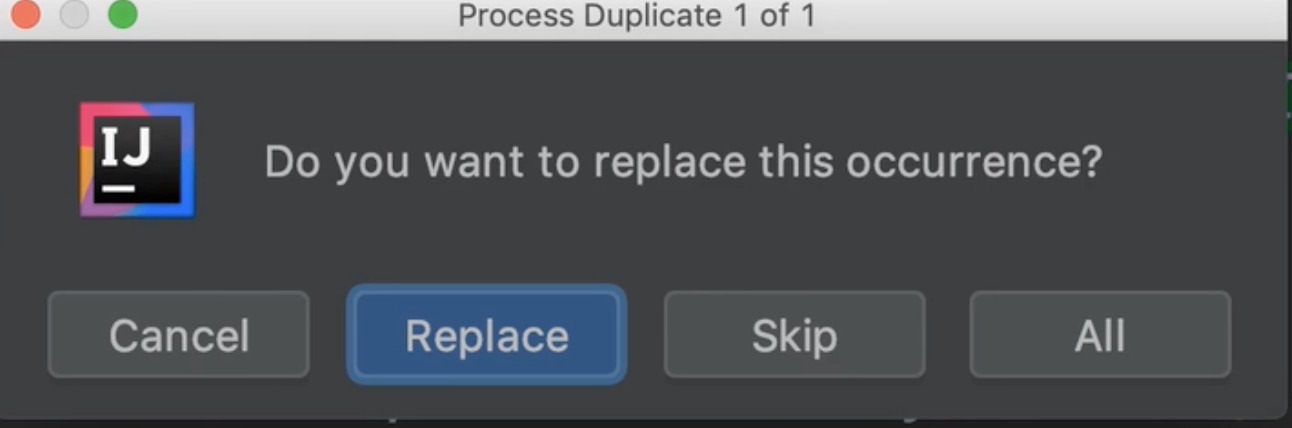 Process Duplicate 1 of 1
IJ
Do you want to replace this occurrence?
Cancel Replace Skip All